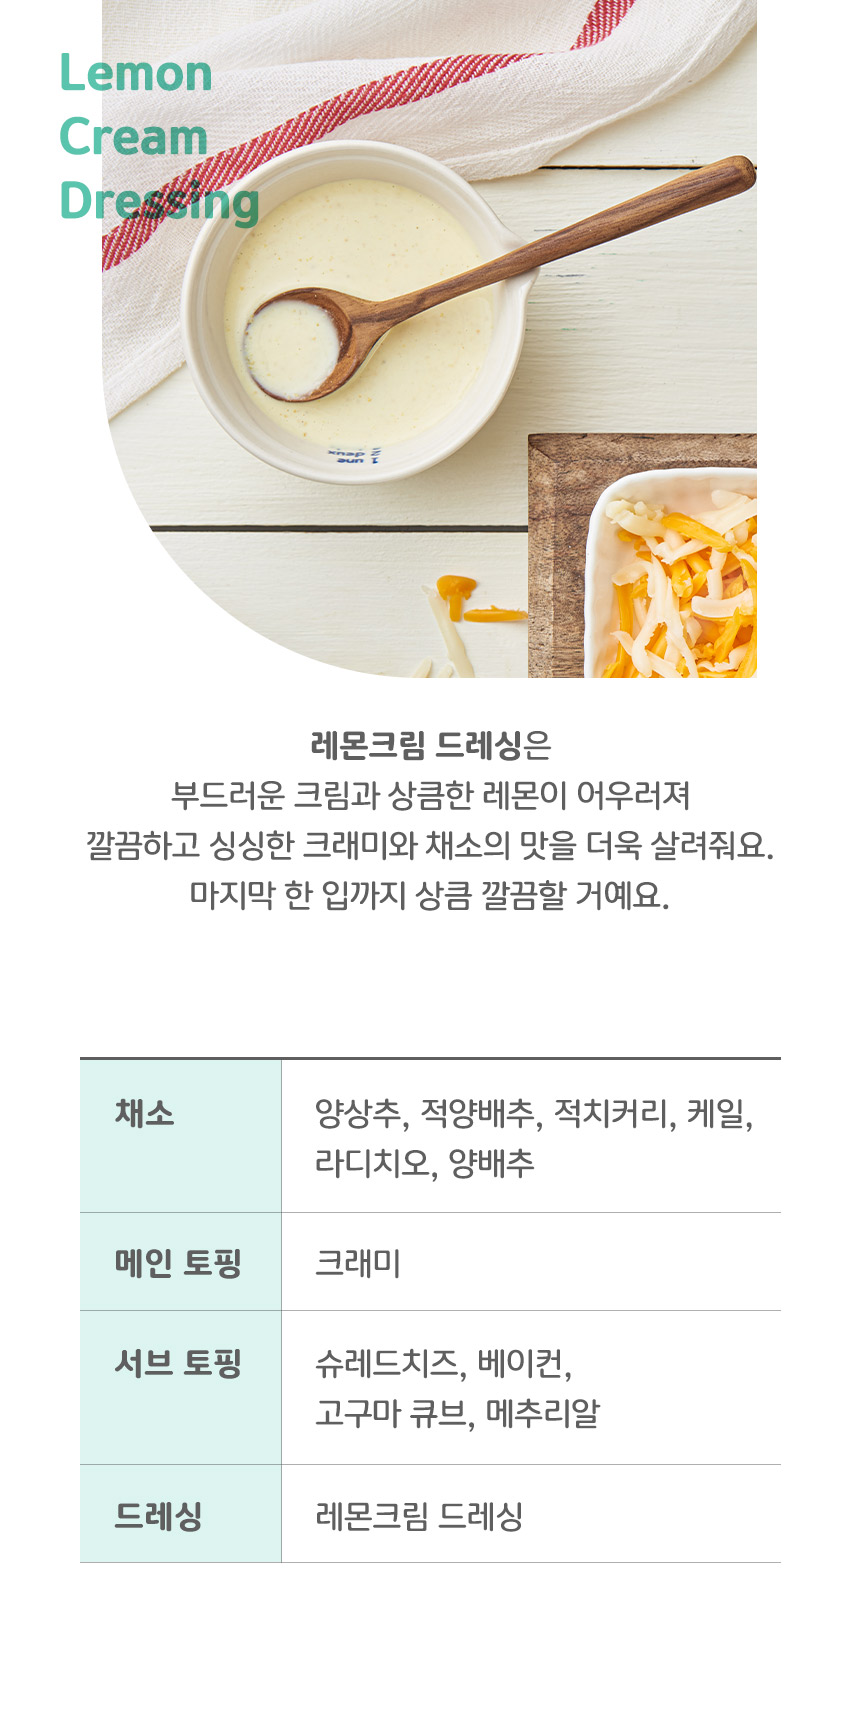 Lemon
Cream
Dressing
1 une
2 deux
레몬크림 드레싱은
부드러운 크림과 상큼한 레몬이 어우러져
깔끔하고 싱싱한 크래미와 채소의 맛을 더욱 살려줘요.
마지막 한 입까지 상큼 깔끔할 거예요.
채소
양상추, 적양배추, 적치커리, 케일,
라디치오, 양배추
메인 토핑
크래미
서브 토핑
슈레드치즈, 베이컨,
고구마 큐브, 메추리알
드레싱
레몬크림 드레싱